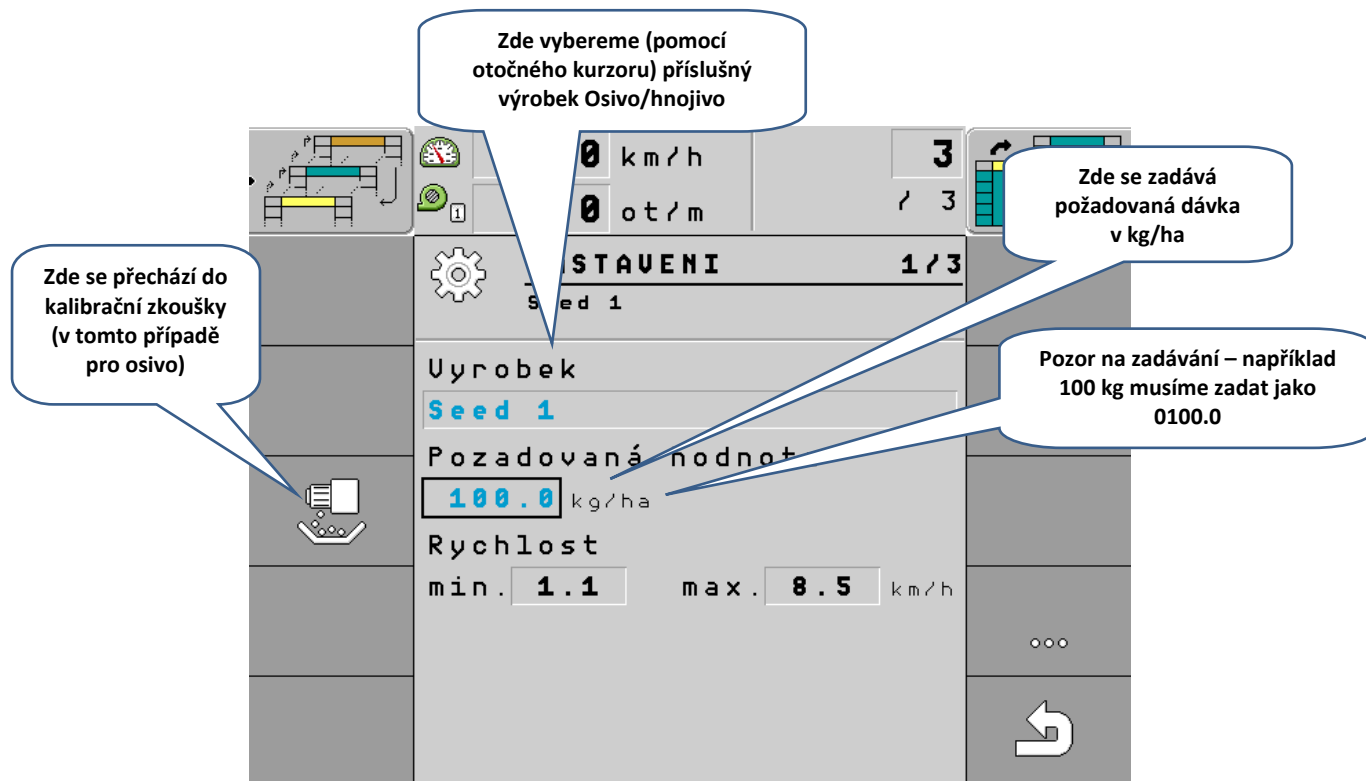 Zde vybereme (pomocí
otočného kurzoru) příslušný
výrobek Osivo/hnojivo
0 km/h
3
1
0 ot/m
/ 3
Zde se zadává
požadovaná dávka
v kg/ha
Zde se přechází do
kalibrační zkoušky
(v tomto případě
pro osivo)
STAVENI 1/3
ed 1
Vyrobek
Seed 1
Pozor na zadávání – například
100 kg musíme zadat jako
0100.0
Pozadovaná
100.0 kg/ha
Rychlost
min. 1.1 max. 8.5 km/h